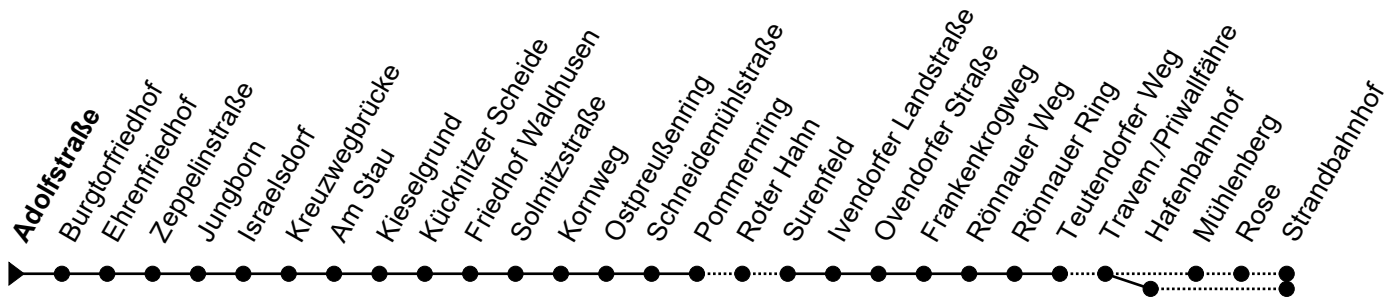 Adolfstraße
Burgtorfriedhof
Ehrenfriedhof
Zeppelinstraße
Jungborn
Israelsdorf
Kreuzwegbrücke
Am Stau
Kieselgrund
Kücknitzer Scheide
Friedhof Waldhusen
Solmitzstraße
Kornweg
Ostpreußenring
Schneidemühlstraße
Pommernring
Roter Hahn
Surenfeld
Ivendorfer Landstraße
Ovendorfer Straße
Frankenkrogweg
Rönnauer Weg
Rönnauer Ring
Teutendorfer Weg
Travem./Priwallfähre
Hafenbahnhof
Mühlenberg
Rose
Strandbahnhof